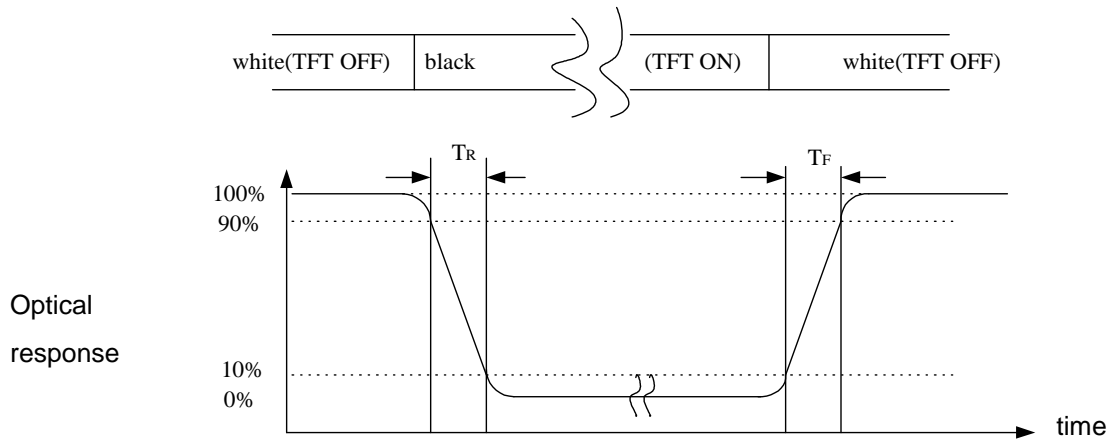 white(TFT OFF) black (TFT ON) white(TFT OFF)
TR TF
100%
90%
Optical
response
10%
0%
time